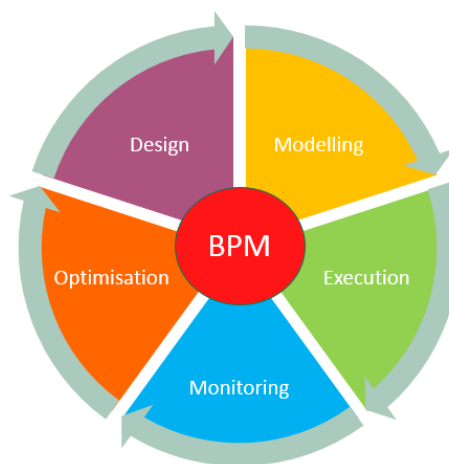 Design
Modelling
BPM
Optimisation
Execution
Monitoring